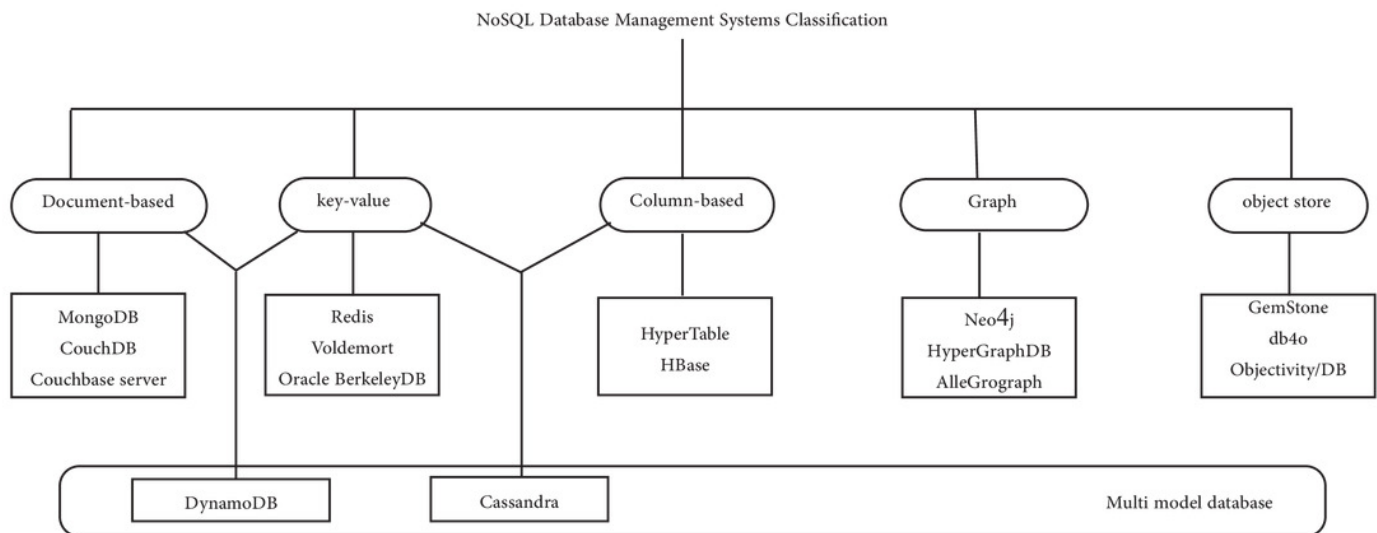 NoSQL Database Management Systems Classification
Document-based
key-value
Column-based
Graph
object store
MongoDB
CouchDB
Couchbase server
Redis
Voldemort
Oracle BerkeleyDB
HyperTable
HBase
Neo4j
HyperGraphDB
AlleGrograph
GemStone
db4o
Objectivity/DB
DynamoDB
Cassandra
Multi model database